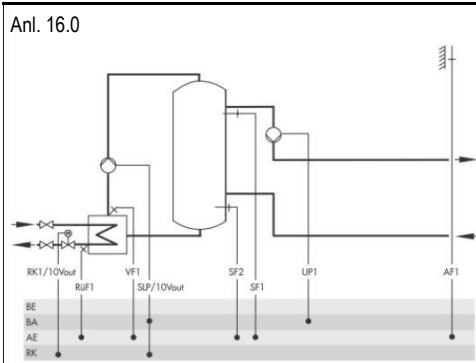 Anl. 16.0
RK1/10Vout
RüF1
VF1
SLP/10Vout
SF2
SF1
UP1
AF1
BE
BA
AE
RK